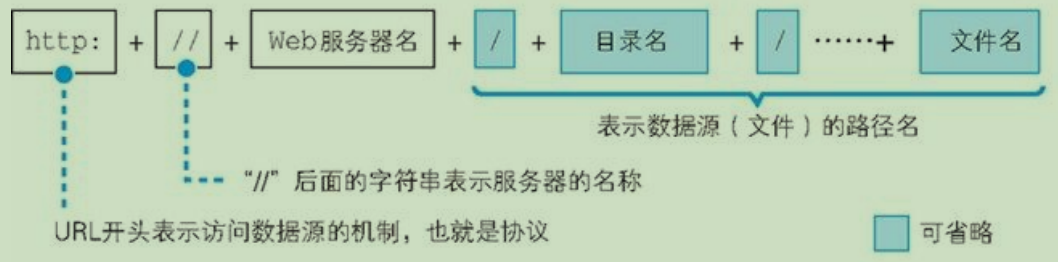 http: + // + Web服务器名 + / + 目录名 + / ……+ 文件名
表示数据源（文件）的路径名
“//”后面的字符串表示服务器的名称
URL开头表示访问数据源的机制，也就是协议
可省略